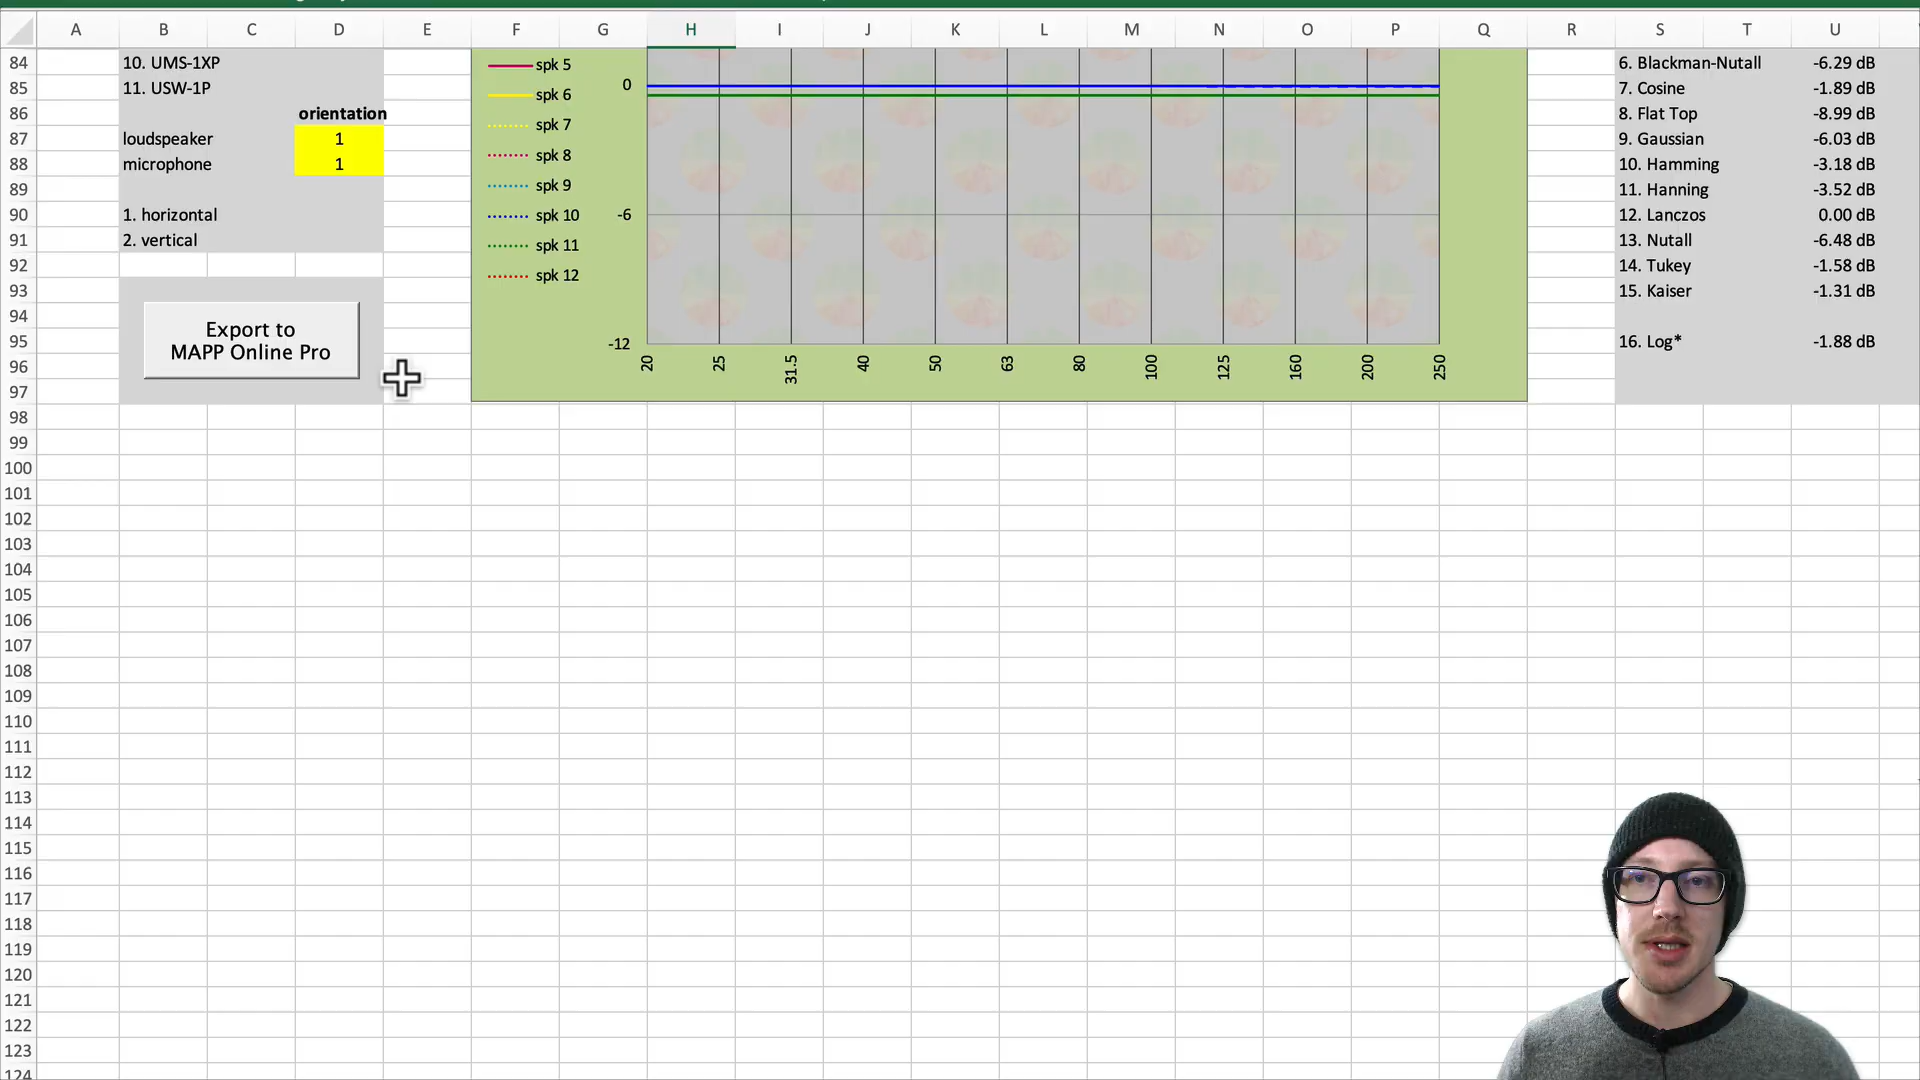 A B C D E F G H I J K L M N O P Q R S T U
84 10. UMS-1XP spk 5 6. Blackman-Nutall -6.29 dB
85 11. USW-1P 0 spk 6 7. Cosine -1.89 dB
86 orientation spk 7 8. Flat Top -8.99 dB
87 loudspeaker 1 spk 8 9. Gaussian -6.03 dB
88 microphone 1 10. Hamming -3.18 dB
89 spk 9 11. Hanning -3.52 dB
90 1. horizontal spk 10 -6 12. Lanczos 0.00 dB
91 2. vertical spk 11 13. Nutall -6.48 dB
92 spk 12 14. Tukey -1.58 dB
93 15. Kaiser -1.31 dB
94 Export to
95 MAPP Online Pro -12 16. Log* -1.88 dB
96 20 25 31.5 40 50 63 80 100 125 160 200 250
97
98
99
100
101
102
103
104
105
106
107
108
109
110
111
112
113
114
115
116
117
118
119
120
121
122
123
124